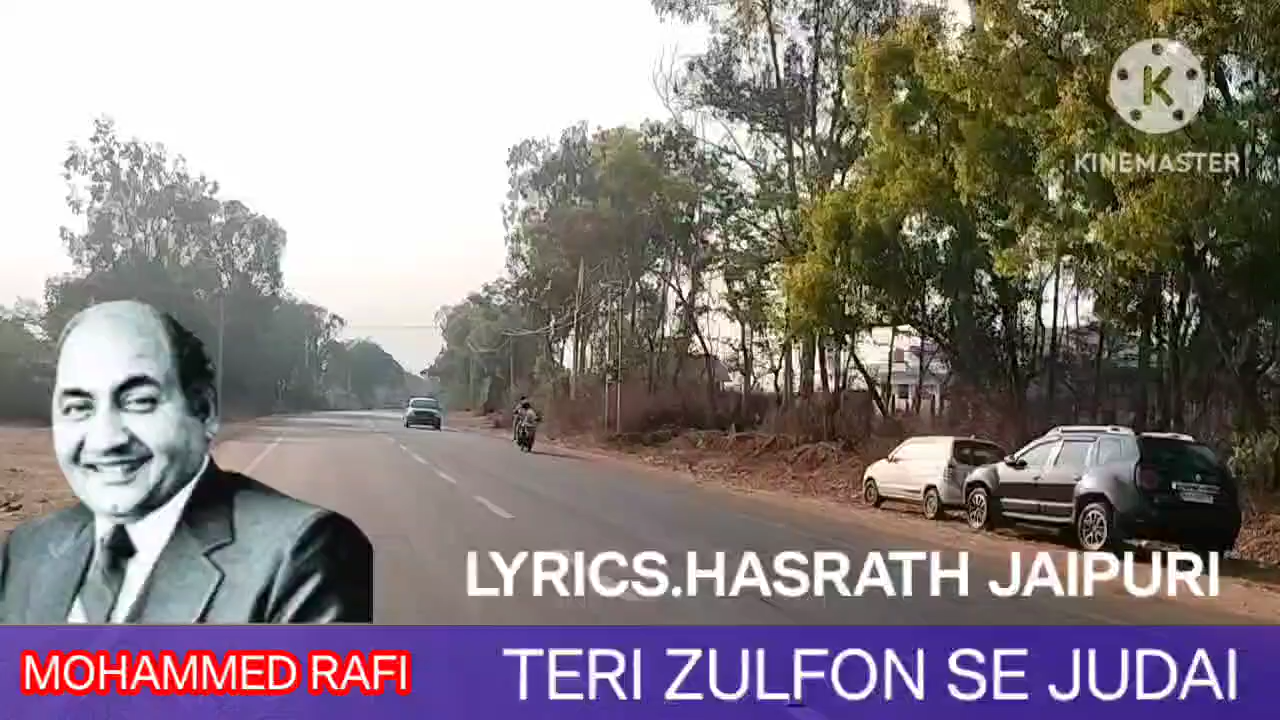 K
KINEMASTER
LYRICS.HASRATH JAIPURI
MOHAMMED RAFI
TERI ZULFON SE JUDAI